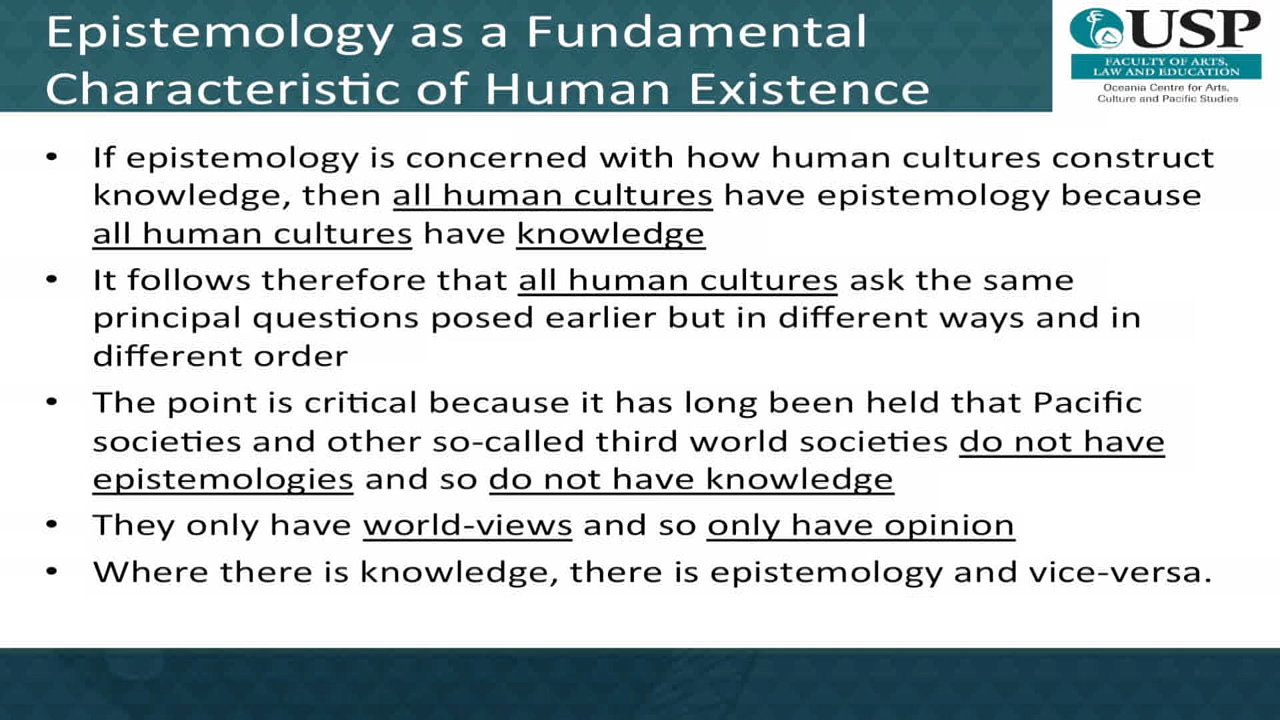 Epistemology as a Fundamental
Characteristic of Human Existence
USP
FACULTY OF ARTS,
LAW AND EDUCATION
Oceania Centre for Arts,
Culture and Pacific Studies
• If epistemology is concerned with how human cultures construct
knowledge, then all human cultures have epistemology because
all human cultures have knowledge
• It follows therefore that all human cultures ask the same
principal questions posed earlier but in different ways and in
different order
• The point is critical because it has long been held that Pacific
societies and other so-called third world societies do not have
epistemologies and so do not have knowledge
• They only have world-views and so only have opinion
• Where there is knowledge, there is epistemology and vice-versa.